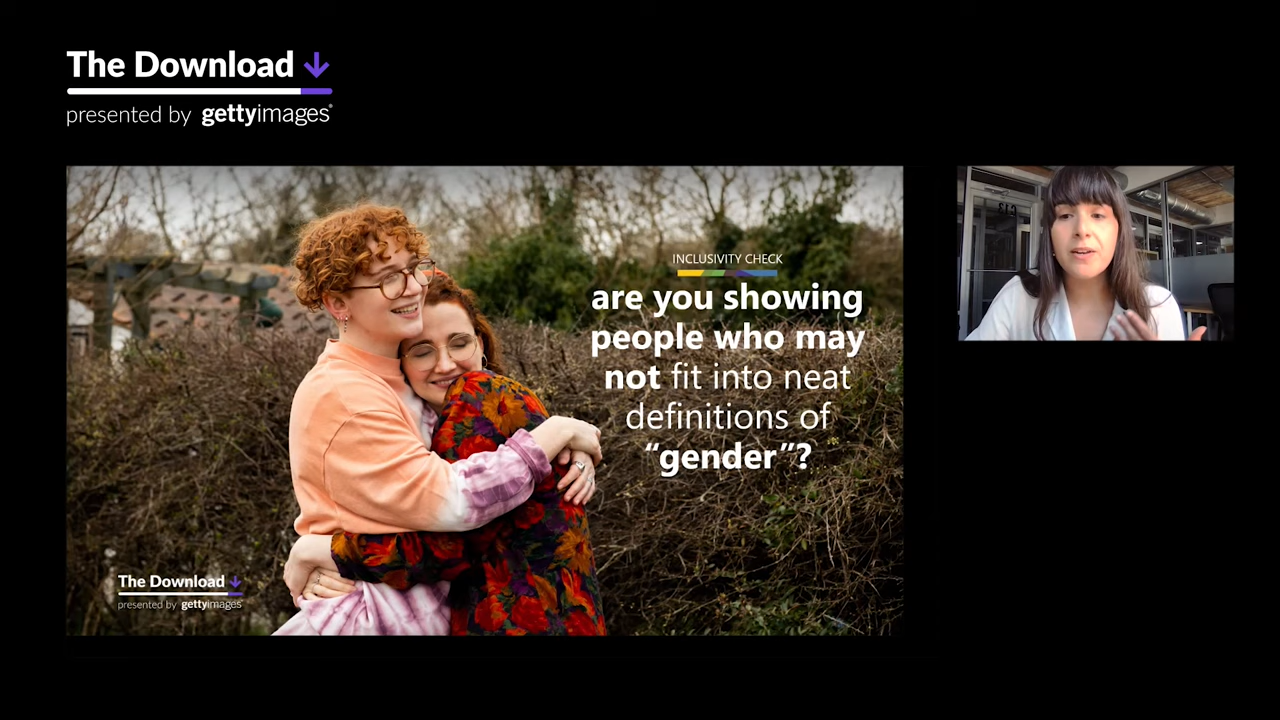 The Download
presented by gettyimages®
INCLUSIVITY CHECK
are you showing
people who may
not fit into neat
definitions of
“gender”?
The Download
presented by gettyimages®